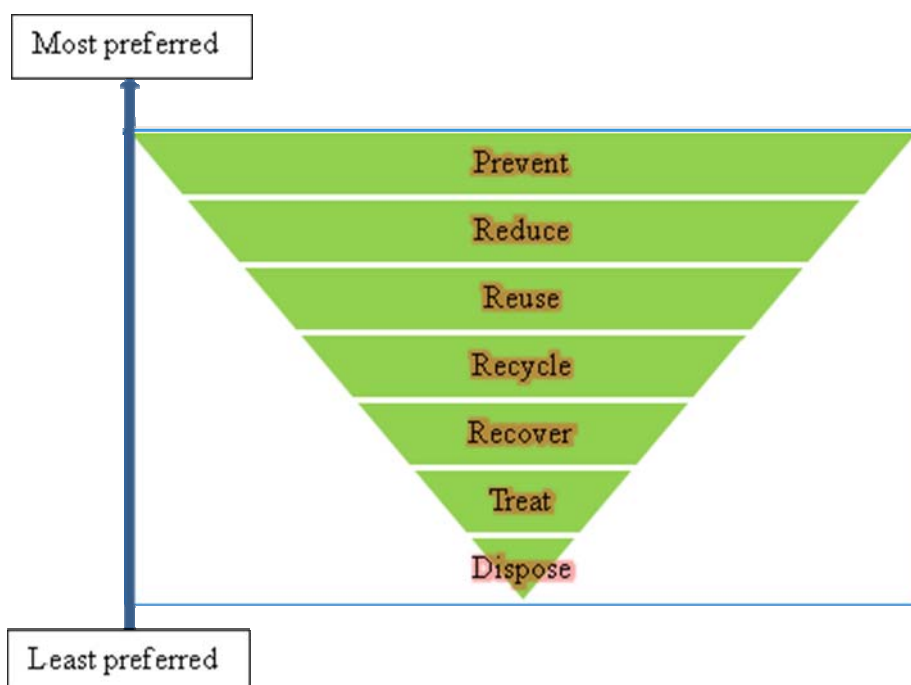 Most preferred
Prevent
Reduce
Reuse
Recycle
Recover
Treat
Dispose
Least preferred